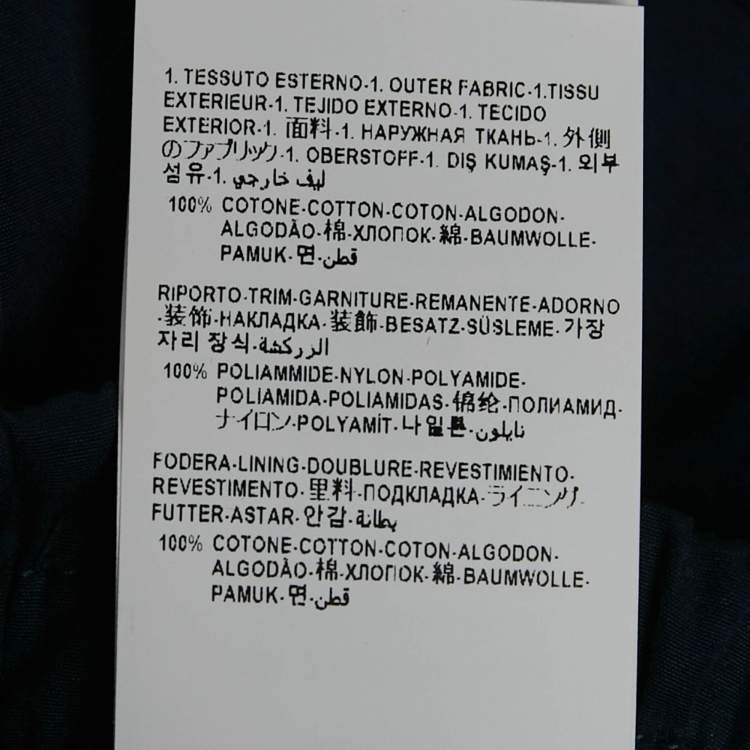 1. TESSUTO ESTERNO-1. OUTER FABRIC-1.TISSU
EXTERIEUR-1. TEJIDO EXTERNO-1. TECIDO
EXTERIOR-1. 面料-1. НАРУЖНАЯ ТКАНЬ-1. 外側
のファブリック-1. OBERSTOFF-1. DIŞ KUMAŞ-1. 외부
섬유-1. ليف خارجي
100% COTONE-COTTON-COTON-ALGODON-
ALGODÃO-棉-ХЛОПОК-綿-BAUMWOLLE-
PAMUK-면-قطن
RIPORTO-TRIM-GARNITURE-REMANENTE-ADORNO
-装饰-НАКЛАДКА-装飾-BESATZ-SÜSLEME-가장
자리 장식-الزركشة
100% POLIAMMIDE-NYLON-POLYAMIDE-
POLIAMIDA-POLIAMIDAS-锦纶-ПОЛИАМИД-
ナイロン-POLYAMİT-나일론-نايلون
FODERA-LINING-DOUBLURE-REVESTIMIENTO-
REVESTIMENTO-里料-ПОДКЛАДКА-ライニング-
FUTTER-ASTAR-안감-بطانة
100% COTONE-COTTON-COTON-ALGODON-
ALGODÃO-棉-ХЛОПОК-綿-BAUMWOLLE-
PAMUK-면-قطن